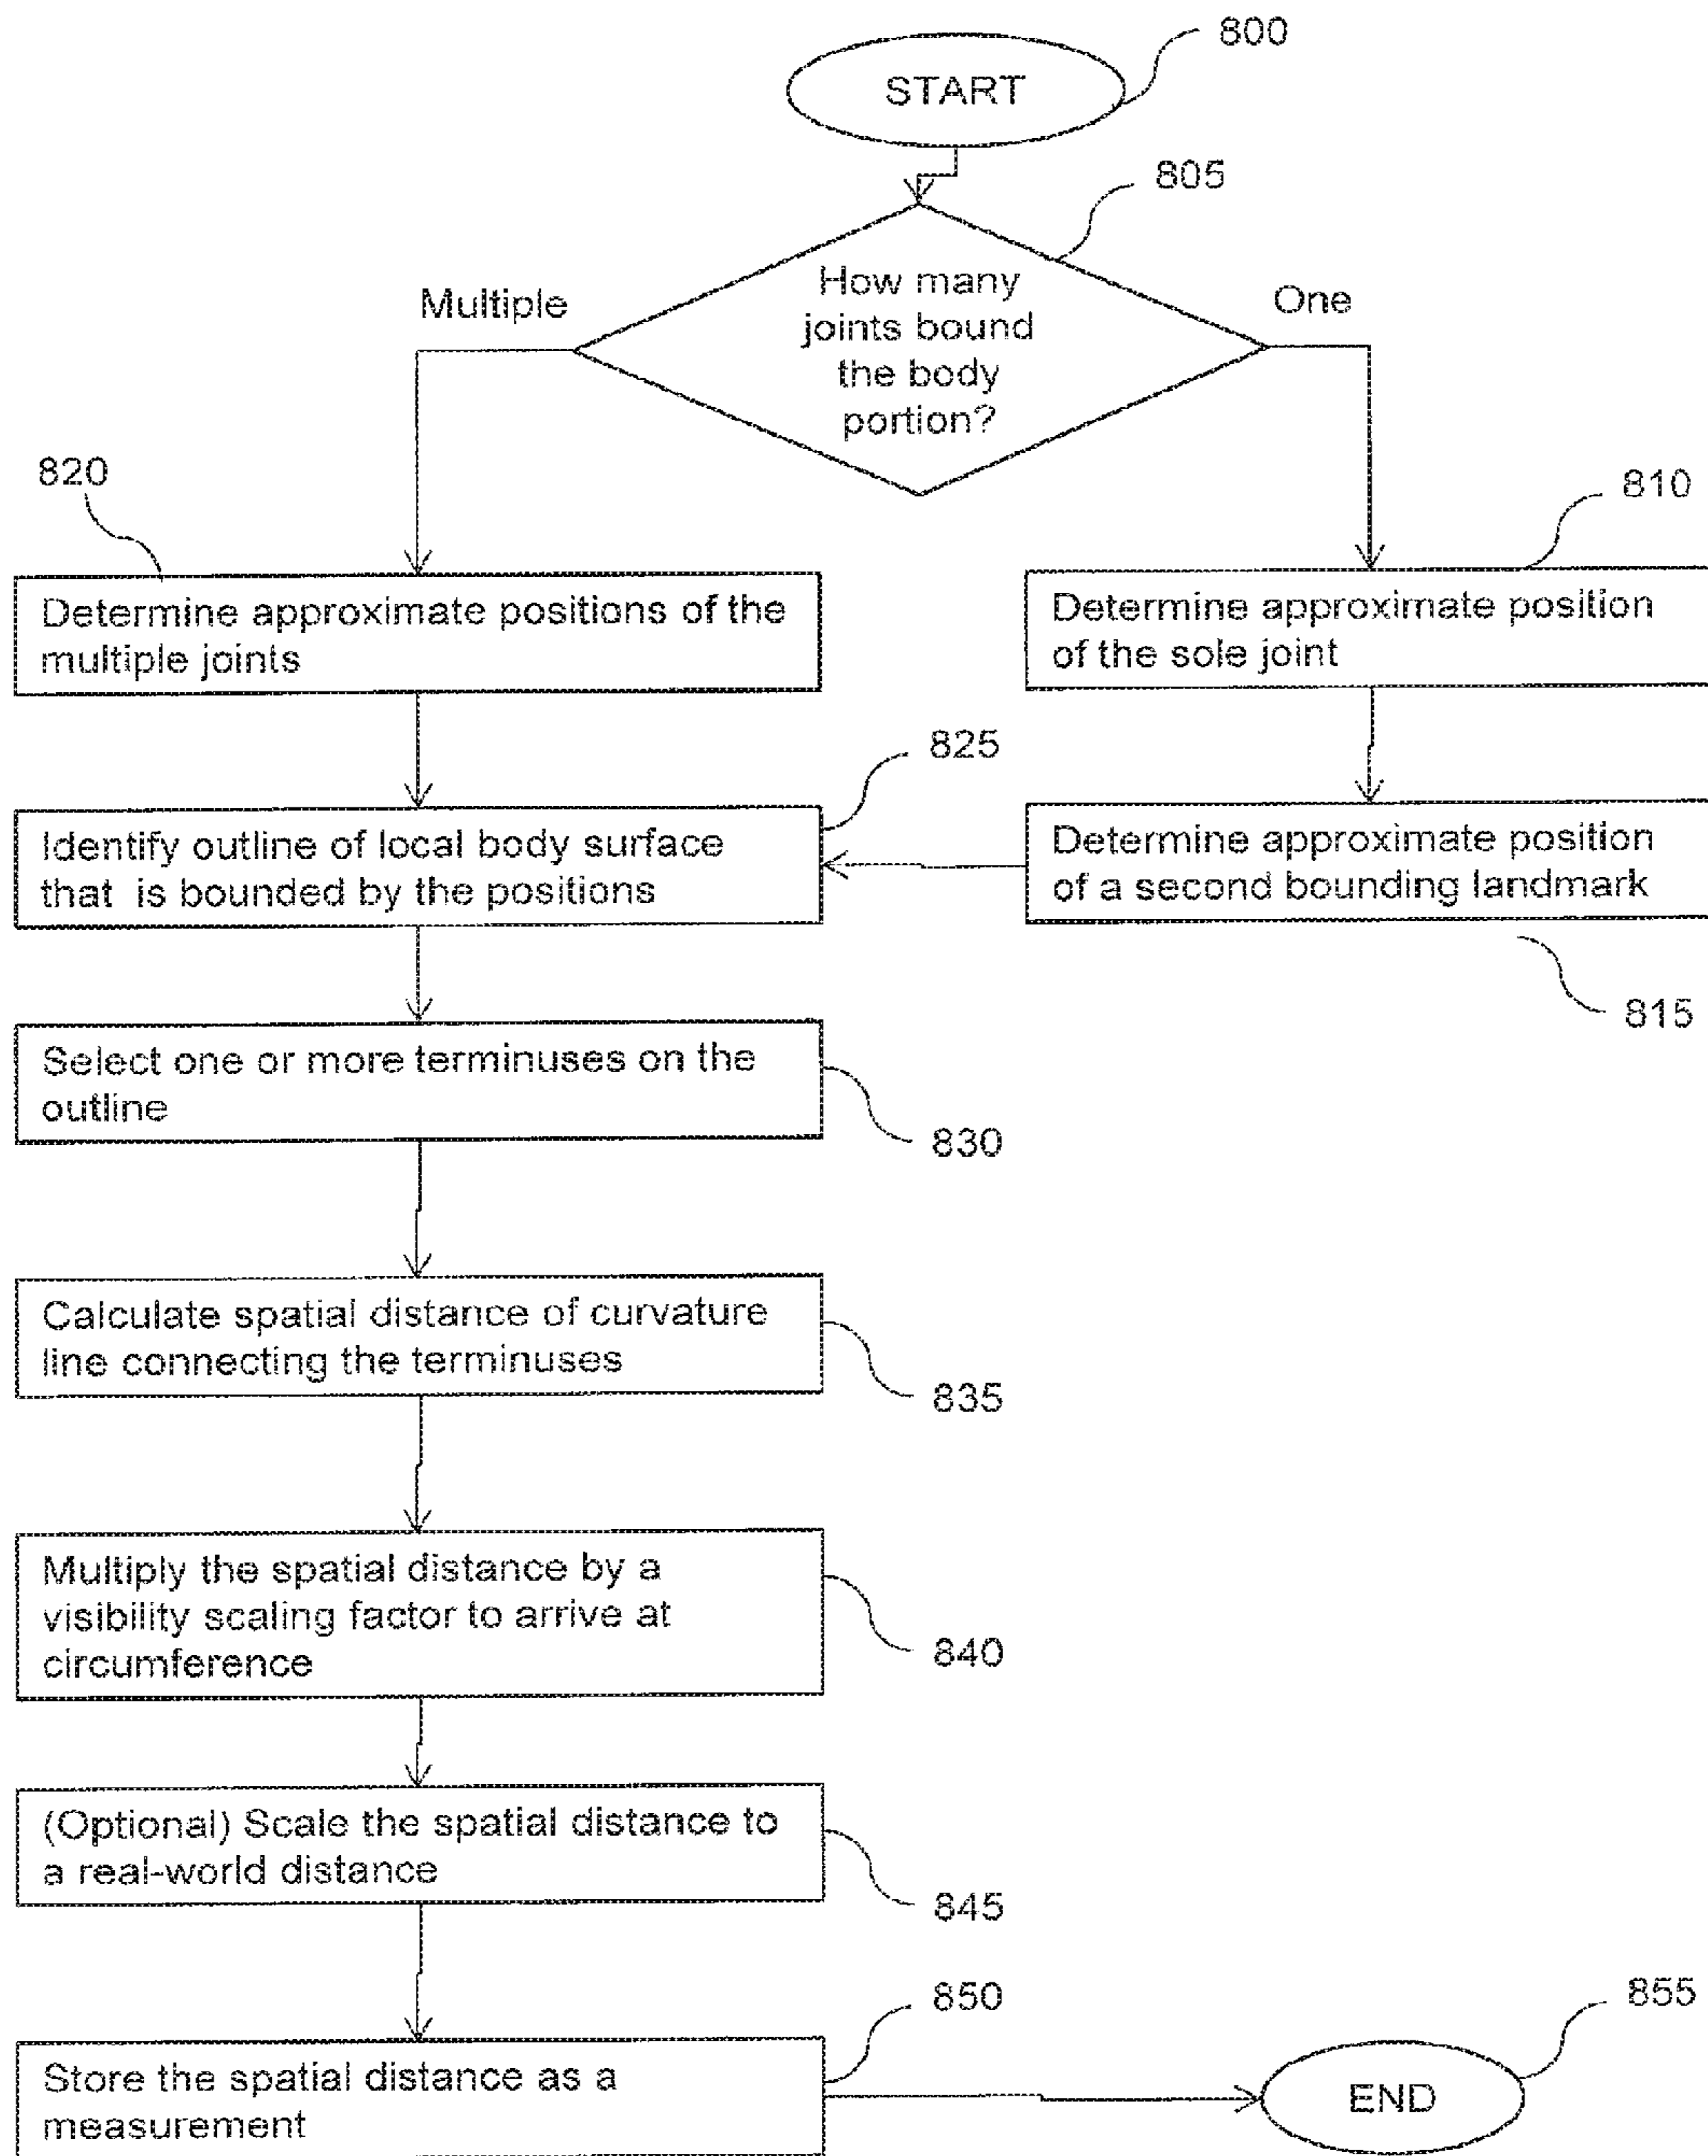 800
START
805
How many
joints bound
the body
portion?
Multiple
One
820
810
Determine approximate positions of the
multiple joints
Determine approximate position
of the sole joint
825
Identify outline of local body surface
that is bounded by the positions
Determine approximate position
of a second bounding landmark
815
Select one or more terminuses on the
outline
830
Calculate spatial distance of curvature
line connecting the terminuses
835
Multiply the spatial distance by a
visibility scaling factor to arrive at
circumference
840
(Optional) Scale the spatial distance to
a real-world distance
845
850
855
Store the spatial distance as a
measurement
END